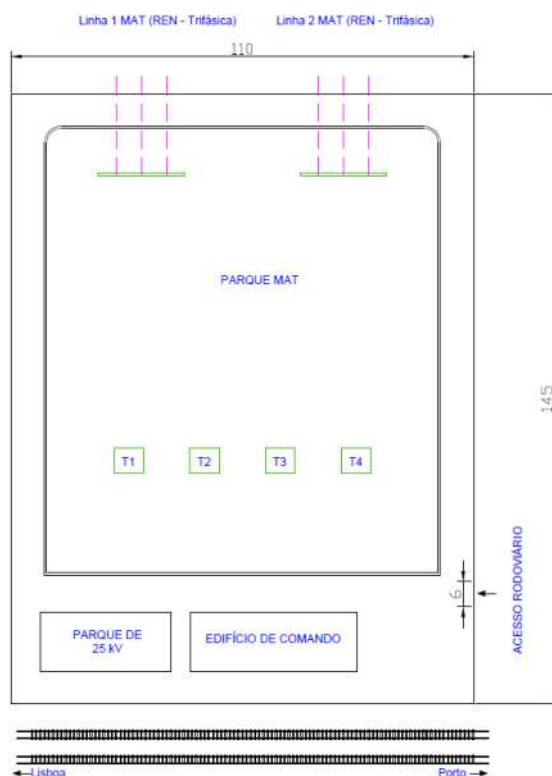 Linha 1 MAT (REN - Trifásica) Linha 2 MAT (REN - Trifásica)
110
PARQUE MAT
145
T1 T2 T3 T4
ACESSO RODOVIÁRIO
6
PARQUE DE
25 kV
EDIFÍCIO DE COMANDO
Lisboa Porto